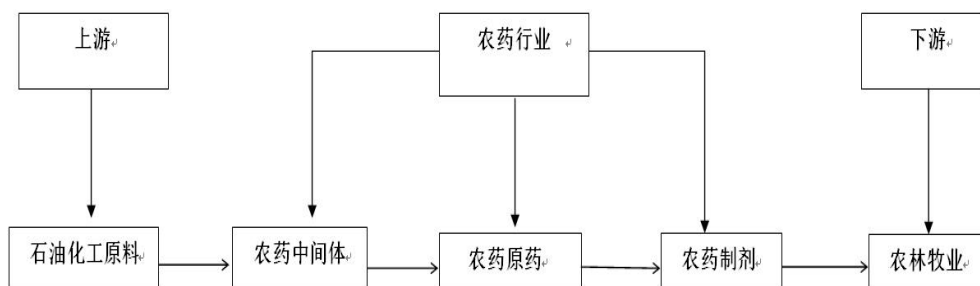 上游
农药行业
下游
石油化工原料
农药中间体
农药原药
农药制剂
农林牧业